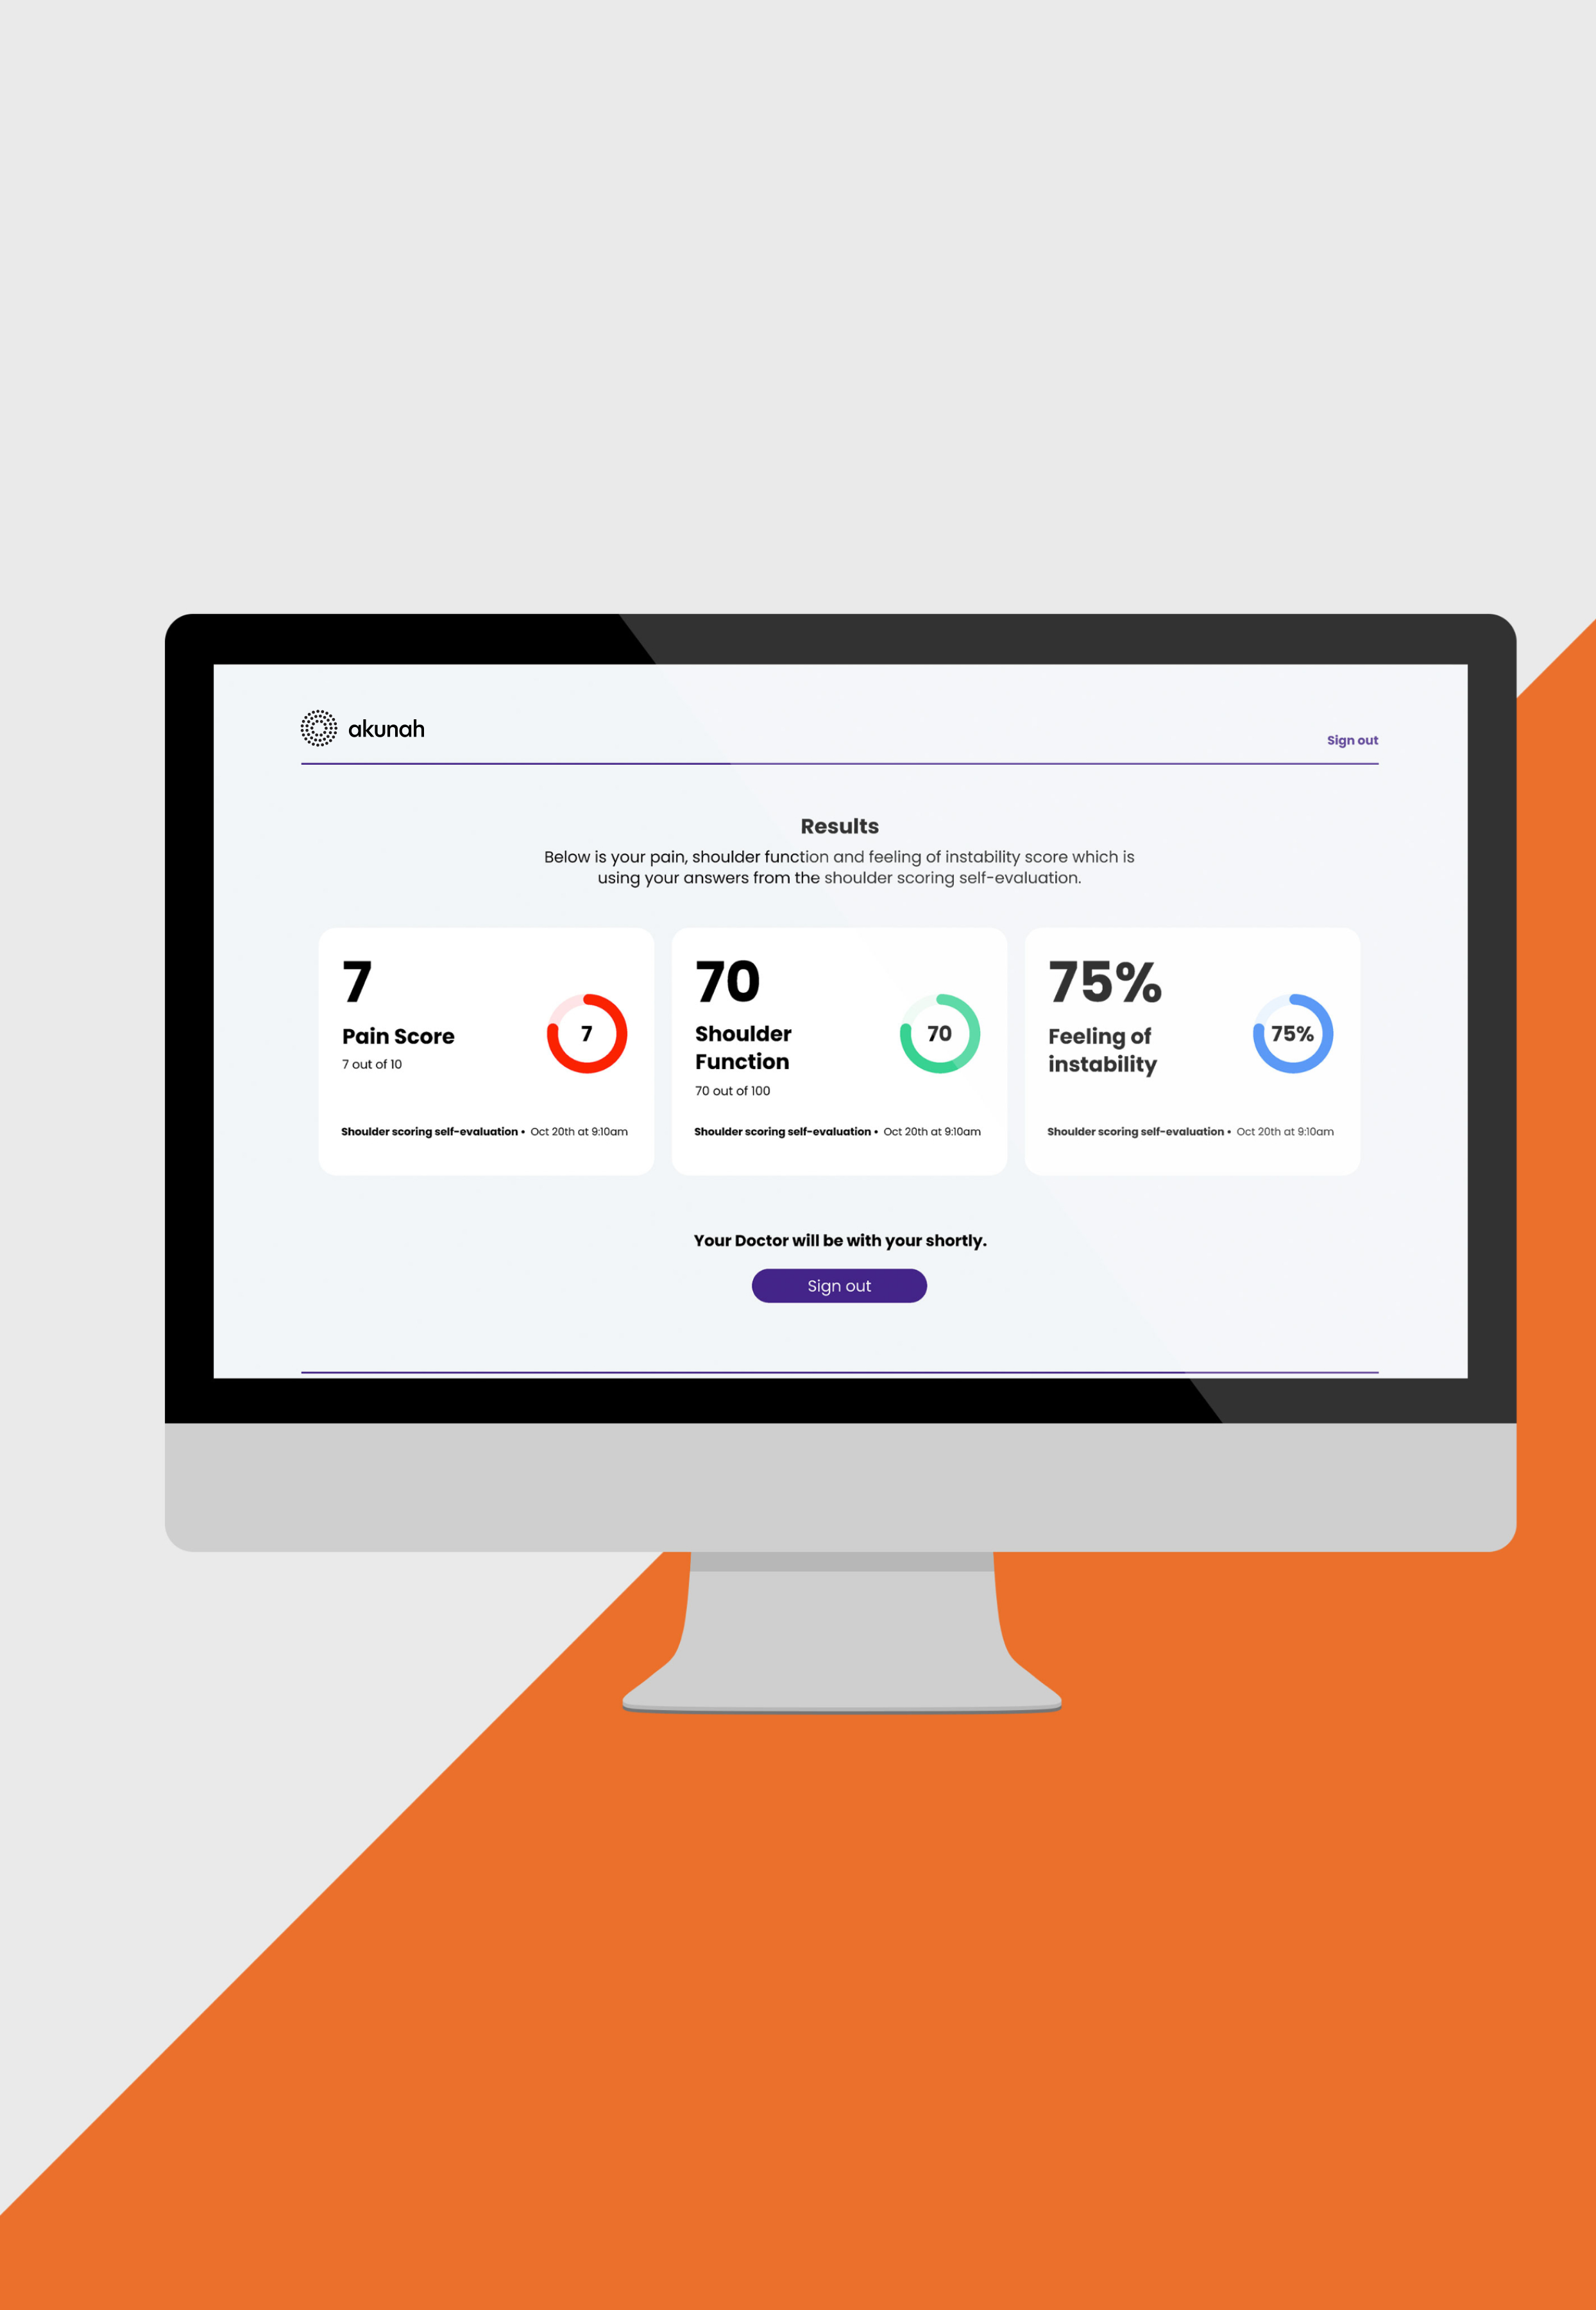 akunah
Sign out
Results
Below is your pain, shoulder function and feeling of instability score which is
using your answers from the shoulder scoring self-evaluation.
7
Pain Score
7 out of 10
7
Shoulder scoring self-evaluation • Oct 20th at 9:10am
70
Shoulder
Function
70 out of 100
70
Shoulder scoring self-evaluation • Oct 20th at 9:10am
75%
Feeling of
instability
75%
Shoulder scoring self-evaluation • Oct 20th at 9:10am
Your Doctor will be with your shortly.
Sign out